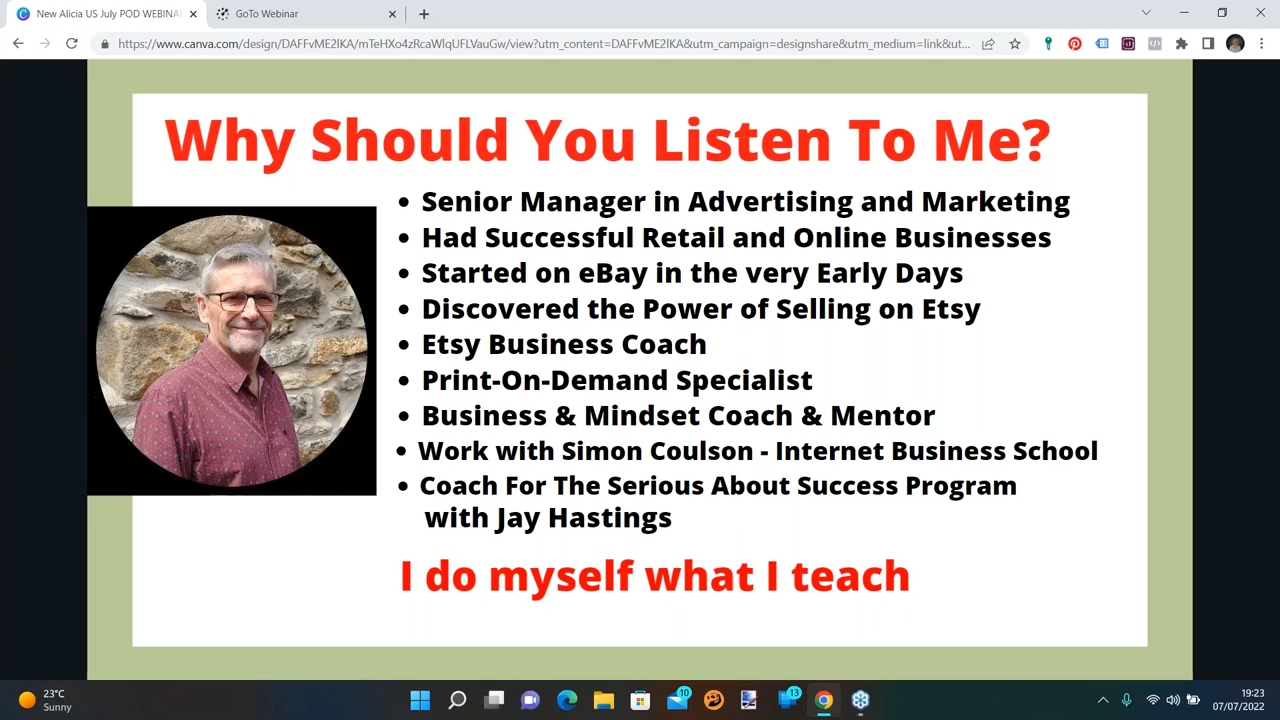 New Alicia US July POD WEBINA
GoTo Webinar
https://www.canva.com/design/DAFFvME2lKA/mTeHXc4zRaaWlct1FLVauGw/view?utm_content=DAFFvME2lKA&utm_campaign=designshare&utm_medium=link&ut...
Why Should You Listen To Me?
• Senior Manager in Advertising and Marketing
• Had Successful Retail and Online Businesses
• Started on eBay in the very Early Days
• Discovered the Power of Selling on Etsy
• Etsy Business Coach
• Print-On-Demand Specialist
• Business & Mindset Coach & Mentor
• Work with Simon Coulson - Internet Business School
• Coach For The Serious About Success Program
with Jay Hastings
I do myself what I teach
23°C
Sunny
10
13
19:23
07/07/2022